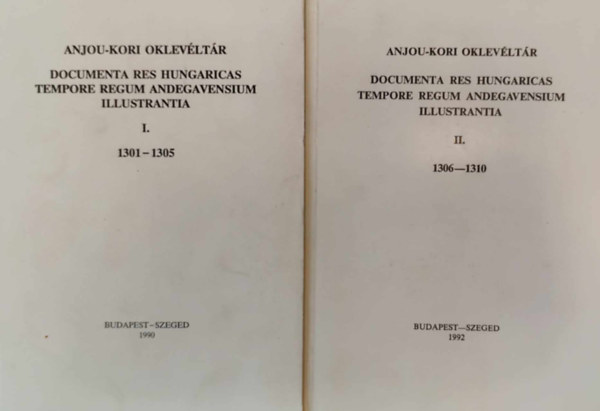 ANJOU-KORI OKLEVÉLTÁR
DOCUMENTA RES HUNGARICAS
TEMPORE REGUM ANDEGAVENSIUM
ILLUSTRANTIA
I.
1301–1305
BUDAPEST–SZEGED
1990
ANJOU-KORI OKLEVÉLTÁR
DOCUMENTA RES HUNGARICAS
TEMPORE REGUM ANDEGAVENSIUM
ILLUSTRANTIA
II.
1306—1310
BUDAPEST—SZEGED
1992